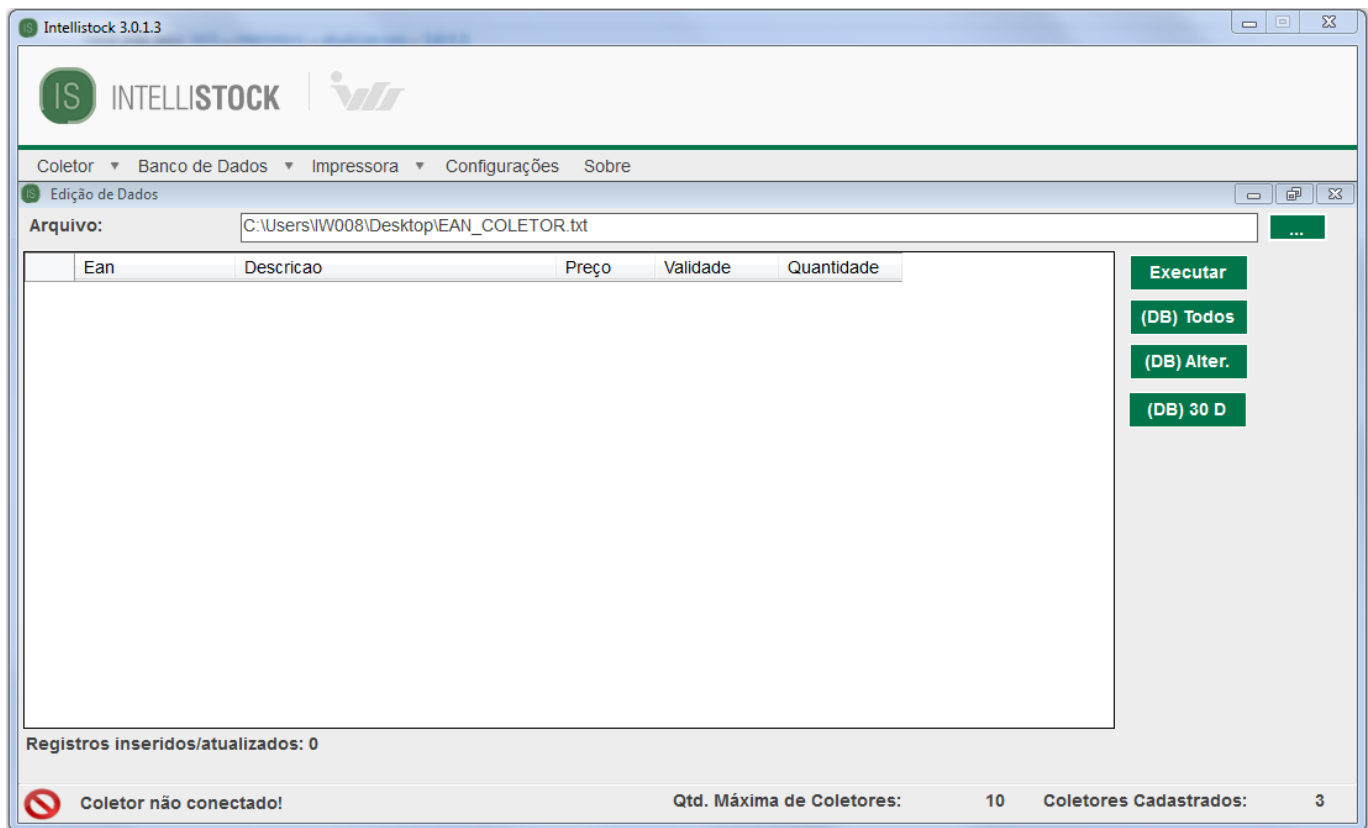 Intellistock 3.0.1.3
IS INTELLISTOCK
Coletor Banco de Dados Impressora Configurações Sobre
IS Edição de Dados
Arquivo: C:\Users\IW008\Desktop\EAN_COLETOR.txt ...
Ean Descricao Preço Validade Quantidade
Executar
(DB) Todos
(DB) Alter.
(DB) 30 D
Registros inseridos/atualizados: 0
Coletor não conectado! Qtd. Máxima de Coletores: 10 Coletores Cadastrados: 3